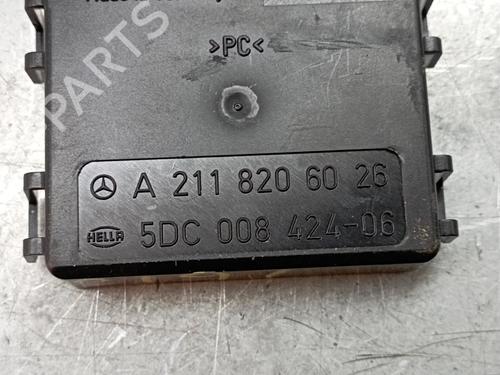 >PC<
A 211 820 60 26
HELLA 5DC 008 424-06
PARTS